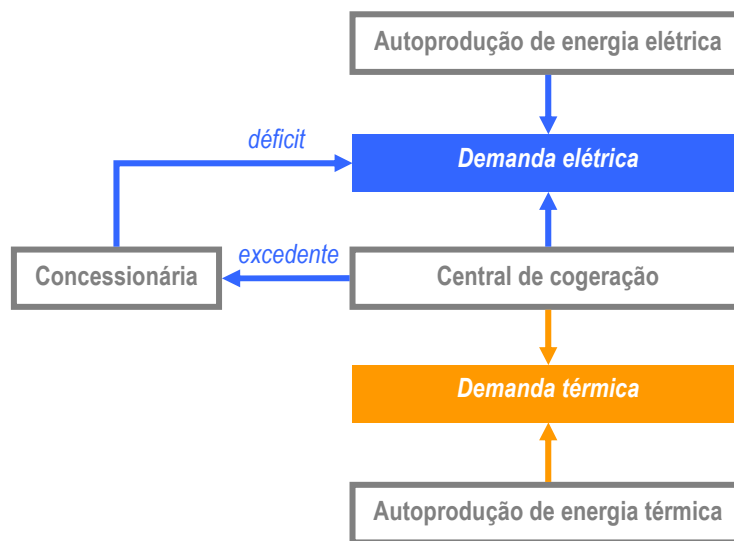 Autoprodução de energia elétrica
déficit
Demanda elétrica
excedente
Concessionária
Central de cogeração
Demanda térmica
Autoprodução de energia térmica